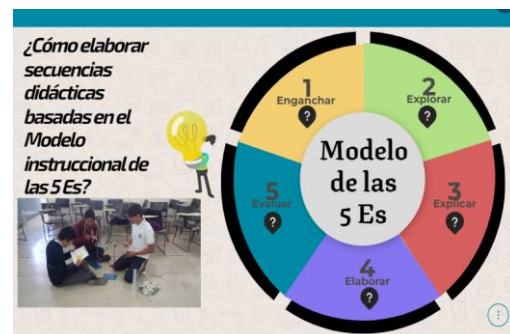 ¿Cómo elaborar
secuencias
didácticas
basadas en el
Modelo
instruccional de
las 5 Es?
1
Enganchar
?
2
Explorar
?
3
Explicar
?
4
Elaborar
?
5
Evaluar
?
Modelo
de las
5 Es